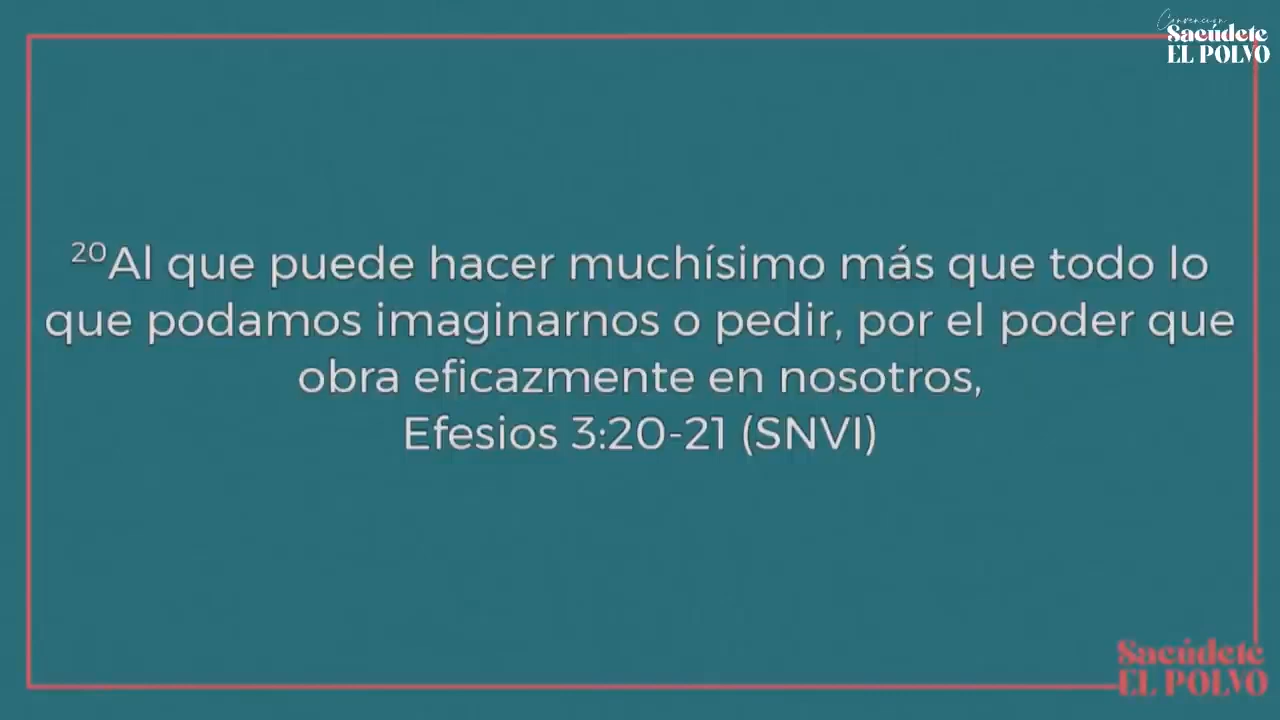 Convención
Sacúdete
EL POLVO
²⁰Al que puede hacer muchísimo más que todo lo
que podamos imaginarnos o pedir, por el poder que
obra eficazmente en nosotros,
Efesios 3:20-21 (SNVI)
Sacúdete
EL POLVO